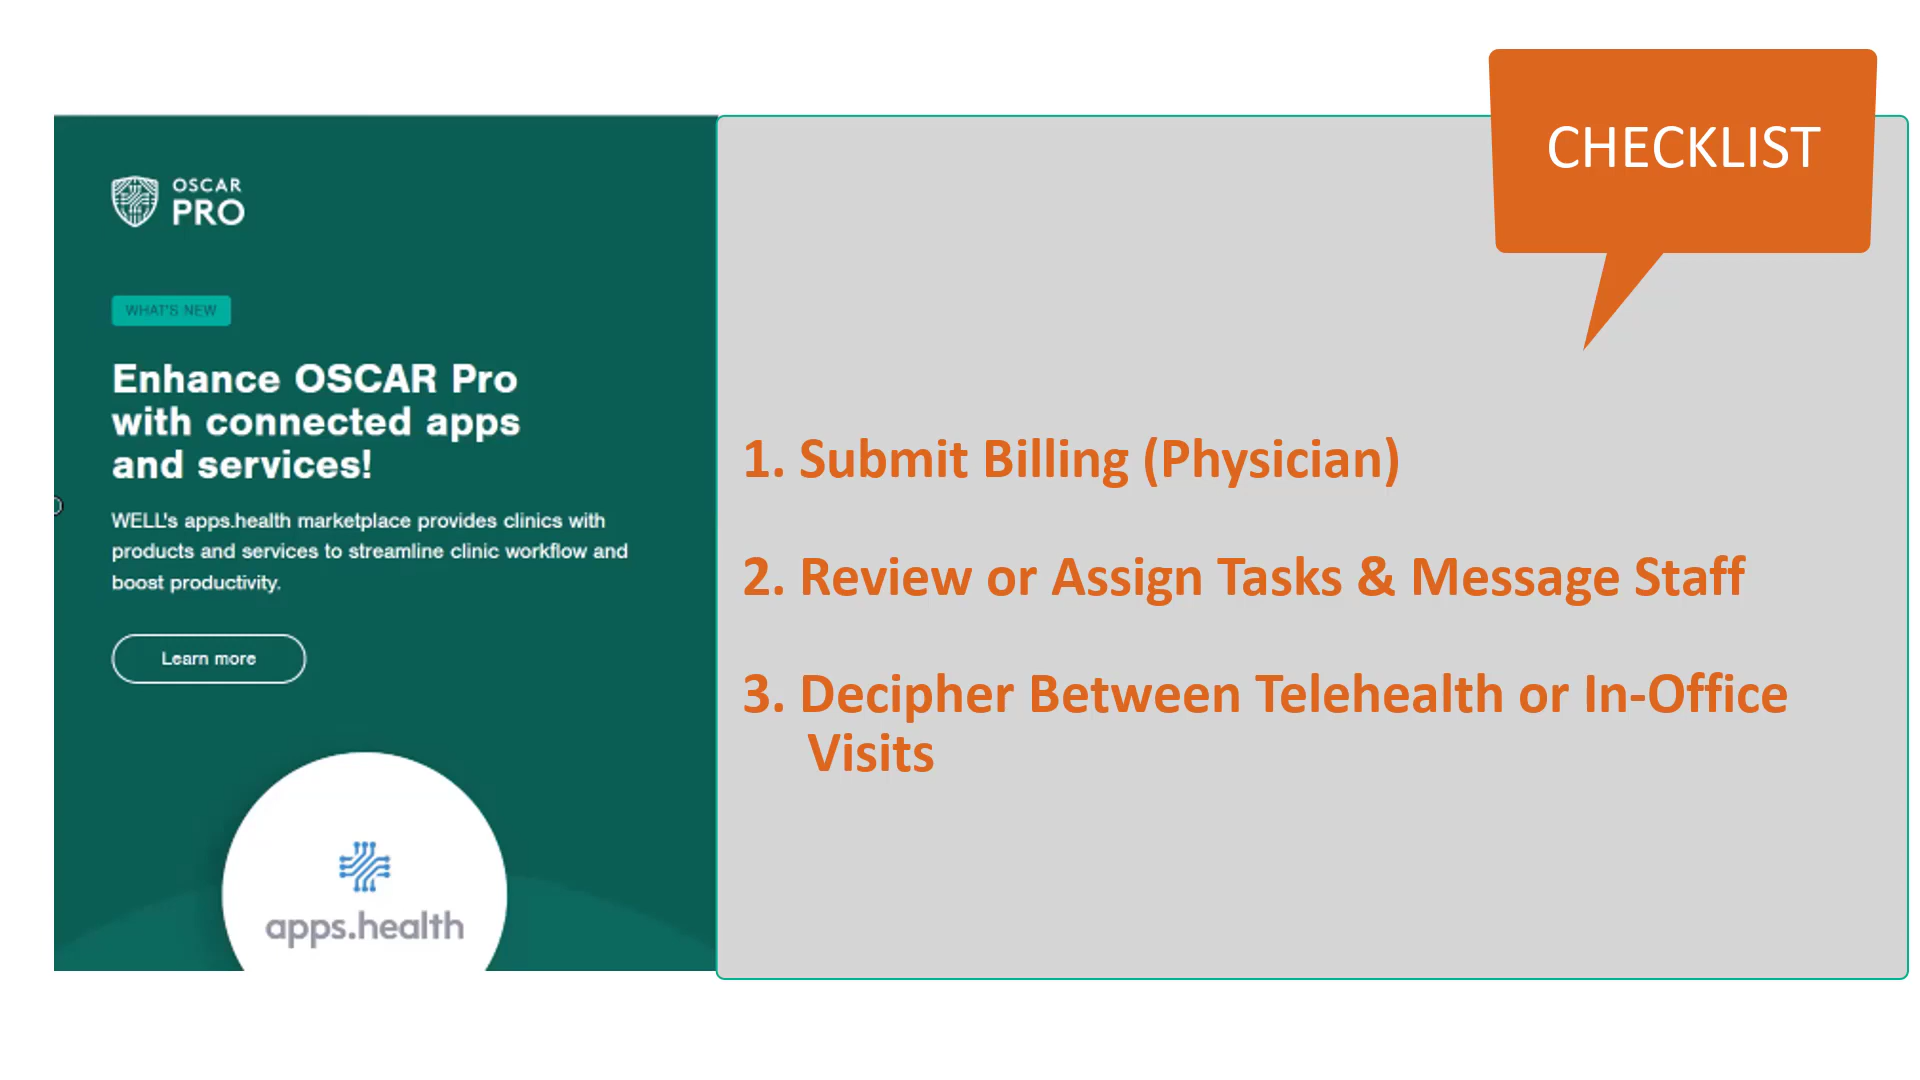 OSCAR
PRO
WHAT'S NEW
Enhance OSCAR Pro
with connected apps
and services!
WELL's apps.health marketplace provides clinics with
products and services to streamline clinic workflow and
boost productivity.
Learn more
apps.health
CHECKLIST
1. Submit Billing (Physician)
2. Review or Assign Tasks & Message Staff
3. Decipher Between Telehealth or In-Office
Visits